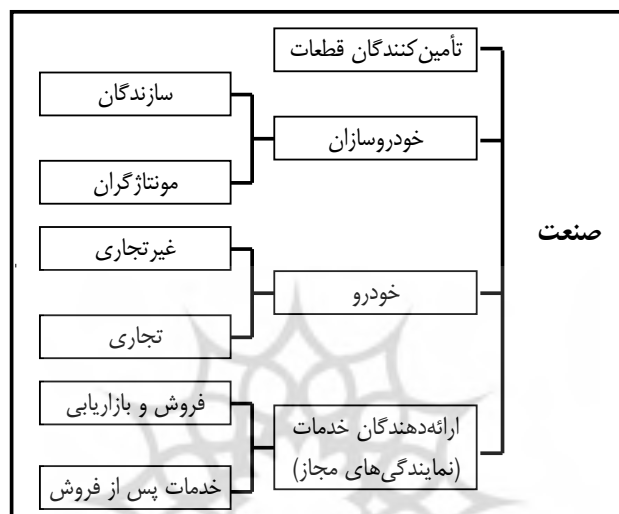 تأمین‌کنندگان قطعات
سازندگان
خودروسازان
مونتاژگران
صنعت
غیرتجاری
خودرو
تجاری
فروش و بازاریابی
ارائه‌دهندگان خدمات
(نمایندگی‌های مجاز)
خدمات پس از فروش